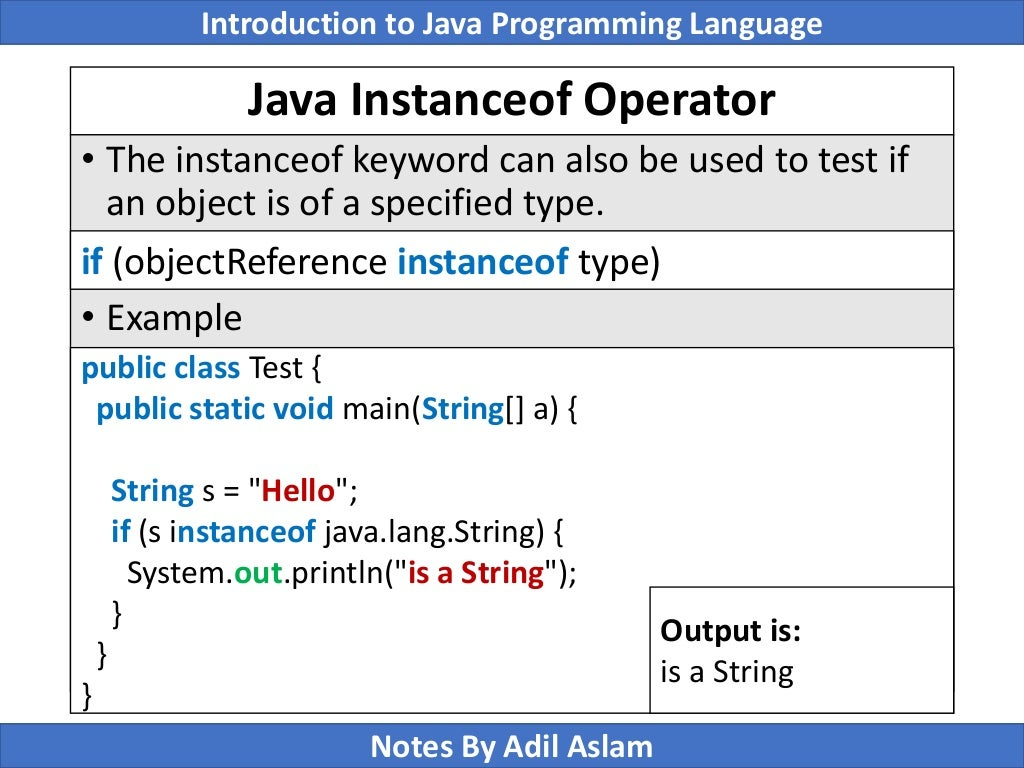 Introduction to Java Programming Language
Java Instanceof Operator
• The instanceof keyword can also be used to test if
an object is of a specified type.
if (objectReference instanceof type)
• Example
public class Test {
public static void main(String[] a) {
String s = "Hello";
if (s instanceof java.lang.String) {
System.out.println("is a String");
}
}
}
Output is:
is a String
Notes By Adil Aslam